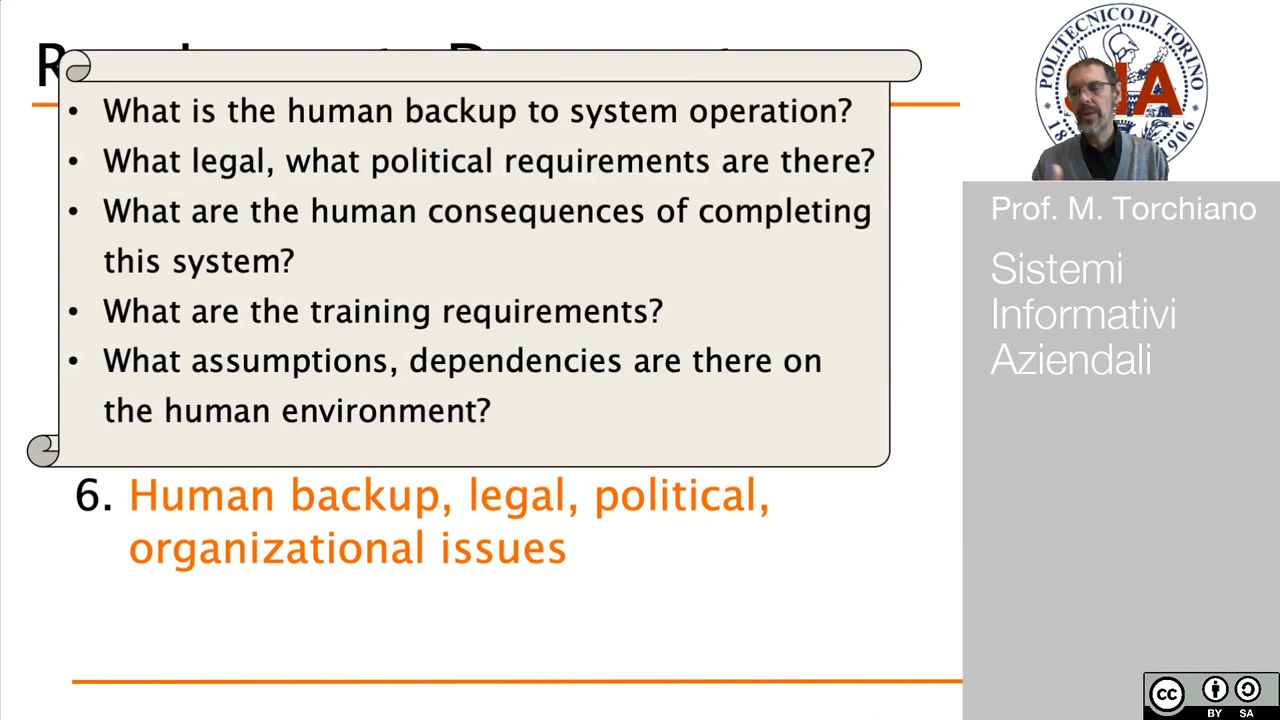 • What is the human backup to system operation?
• What legal, what political requirements are there?
• What are the human consequences of completing
this system?
• What are the training requirements?
• What assumptions, dependencies are there on
the human environment?
6. Human backup, legal, political,
organizational issues
POLITECNICO DI TORINO
Prof. M. Torchiano
Sistemi
Informativi
Aziendali
cc
BY SA